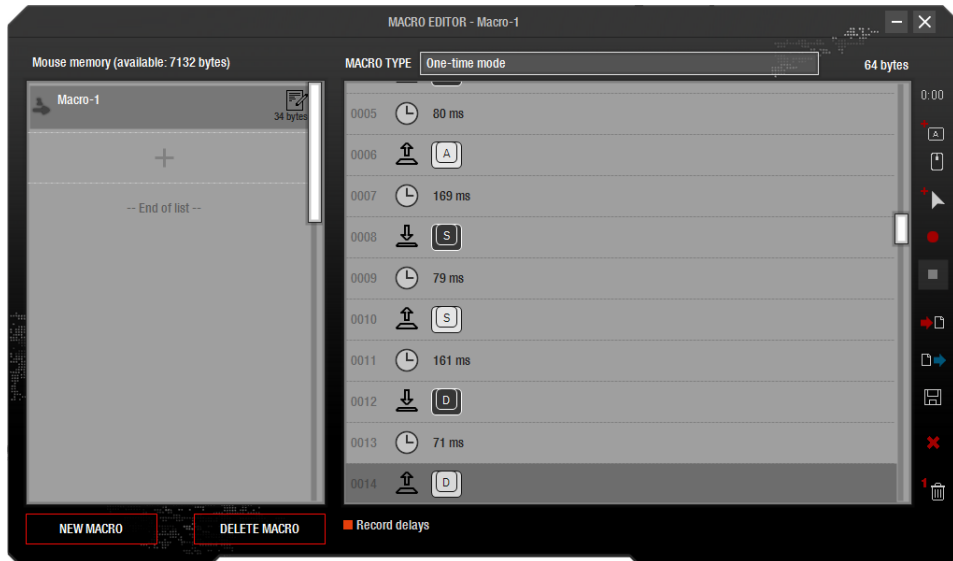 MACRO EDITOR - Macro-1
Mouse memory (available: 7132 bytes)
MACRO TYPE One-time mode
64 bytes
Macro-1
34 bytes
-- End of list --
0005 80 ms
0006 A
0007 169 ms
0008 S
0009 79 ms
0010 S
0011 161 ms
0012 D
0013 71 ms
0014 D
0:00
A
1
NEW MACRO
DELETE MACRO
Record delays